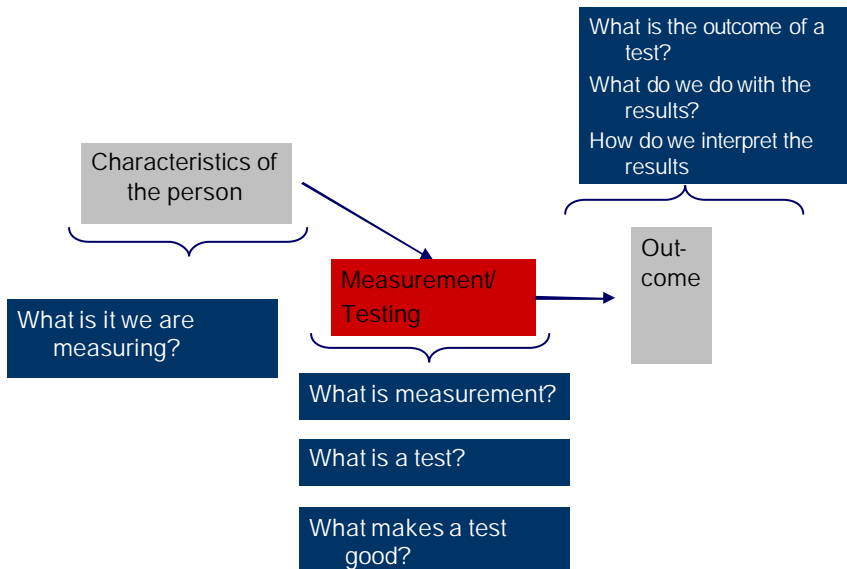 What is the outcome of a
test?
What do we do with the
results?
How do we interpret the
results
Characteristics of
the person
Out-
come
Measurement/
Testing
What is it we are
measuring?
What is measurement?
What is a test?
What makes a test
good?